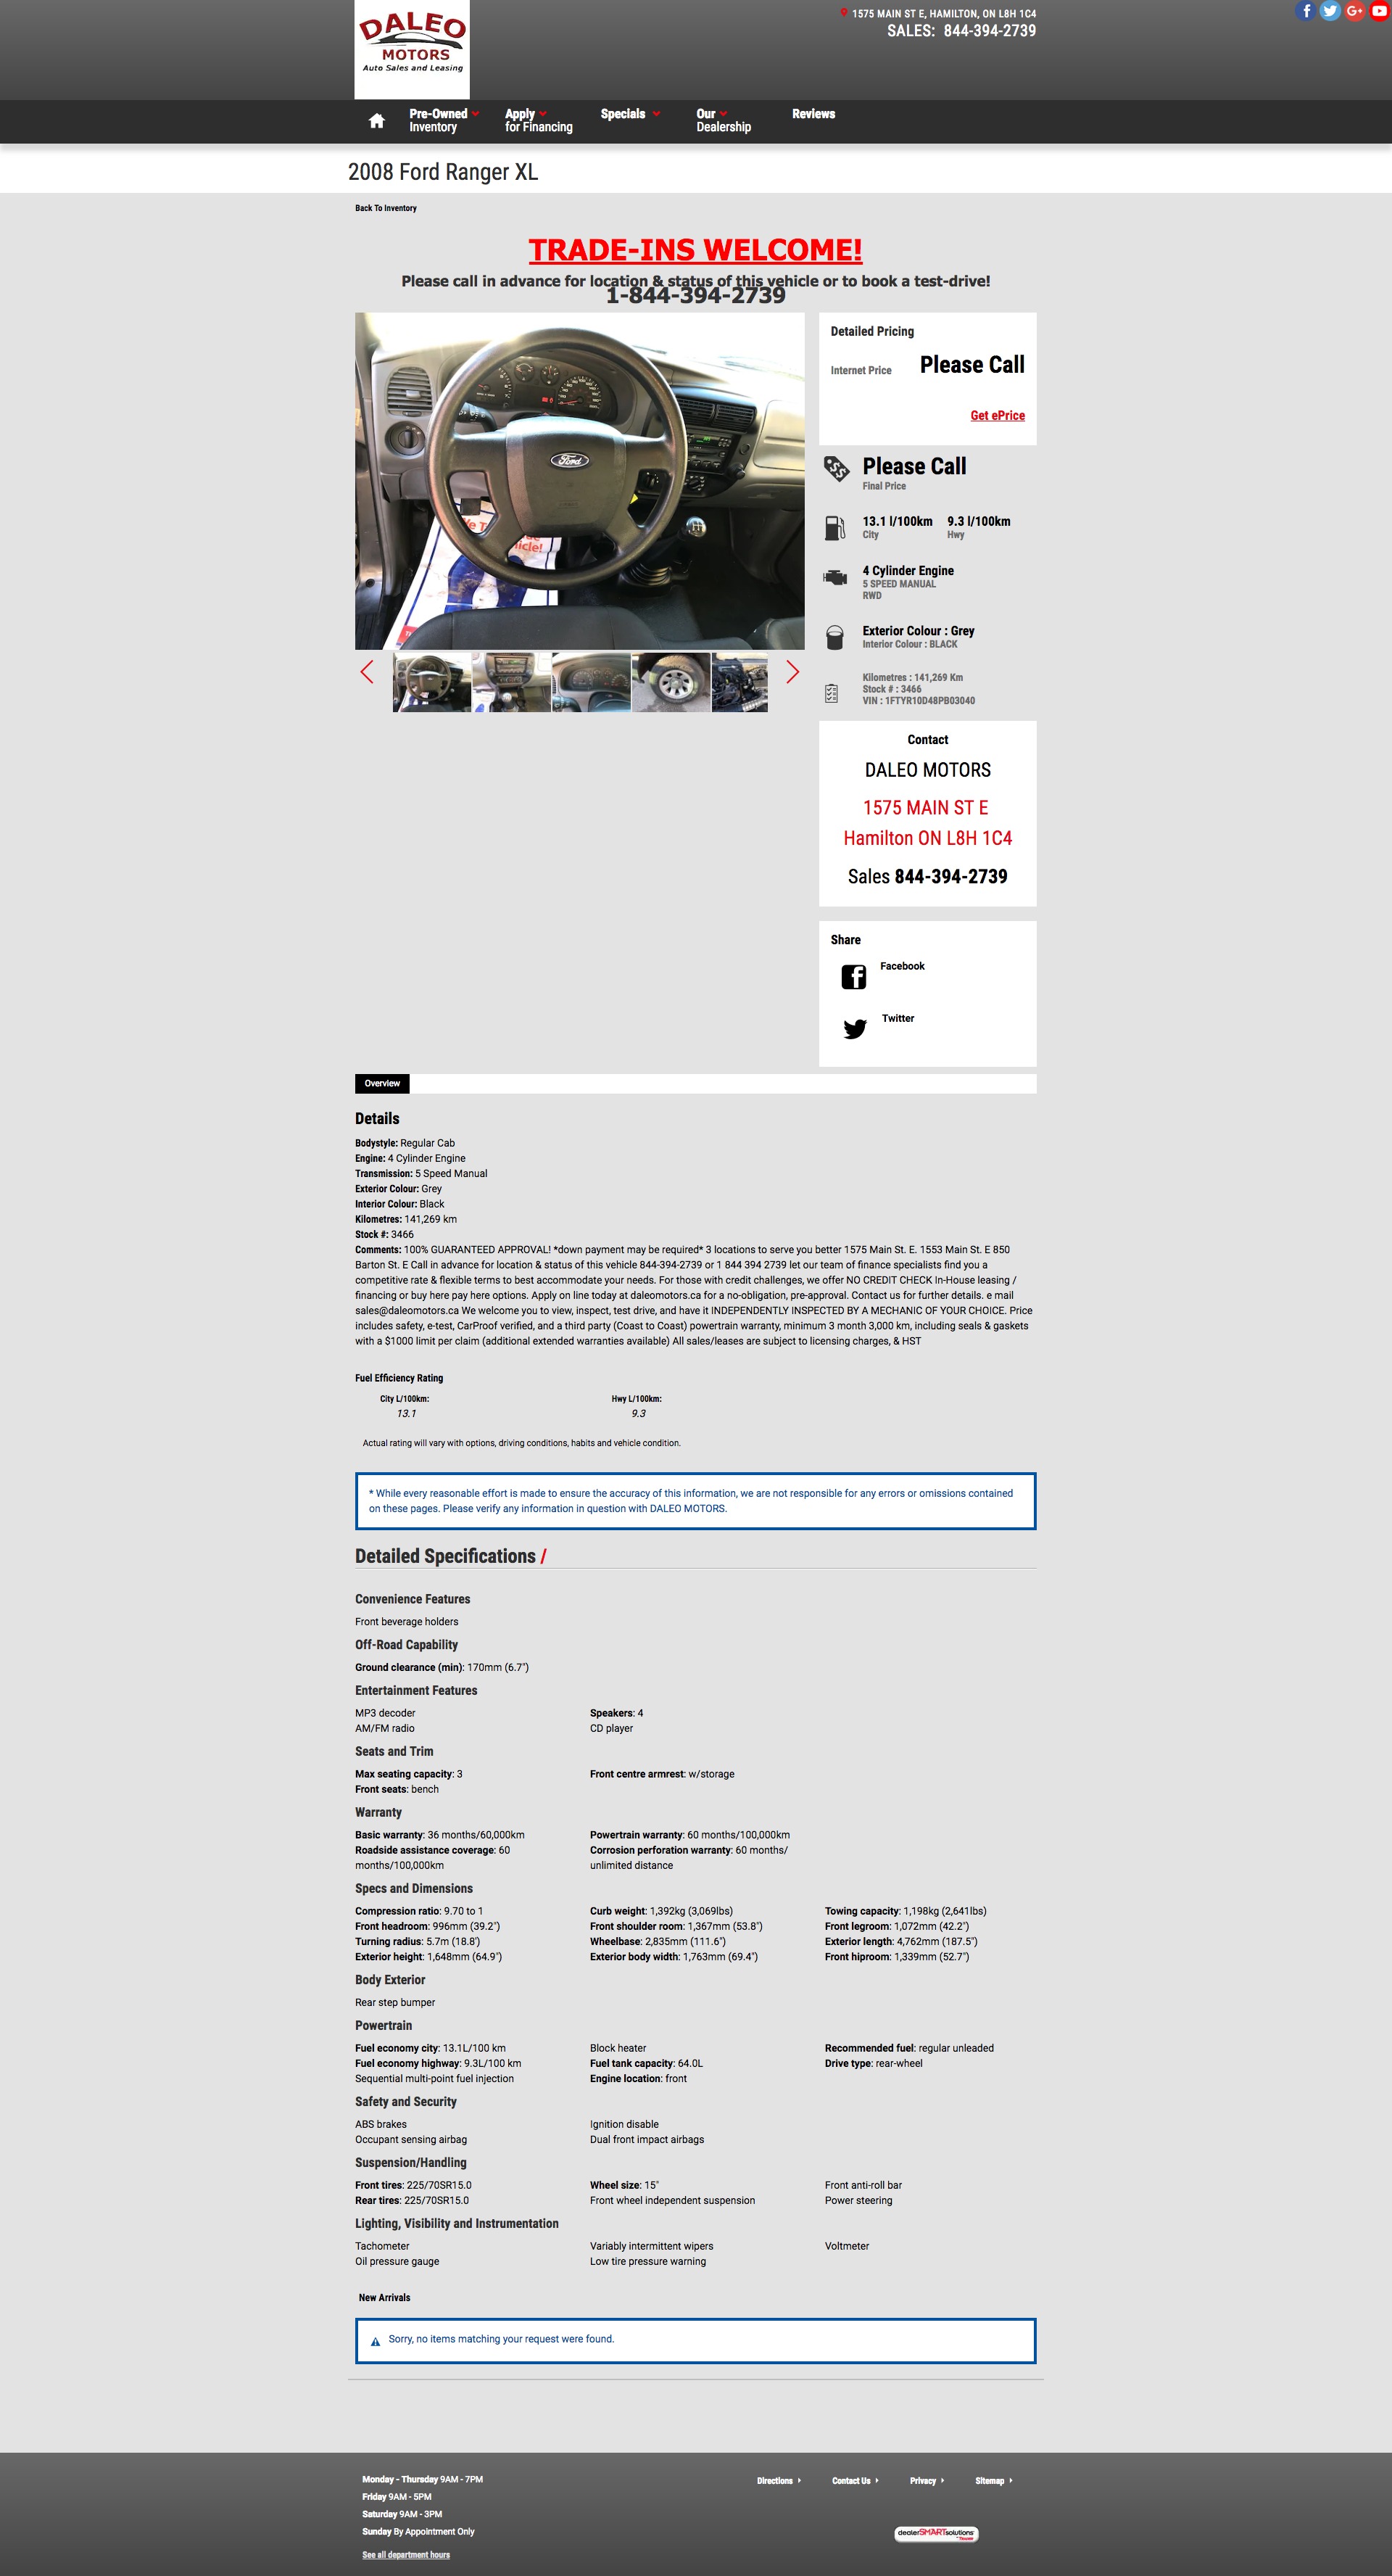 DALEO
MOTORS
Auto Sales and Leasing
1575 MAIN ST E, HAMILTON, ON L8H 1C4
SALES: 844-394-2739
Pre-Owned
Inventory
Apply
for Financing
Specials
Our
Dealership
Reviews
2008 Ford Ranger XL
Back To Inventory
TRADE-INS WELCOME!
Please call in advance for location & status of this vehicle or to book a test-drive!
1-844-394-2739
Ford
Detailed Pricing
Internet Price Please Call
Get ePrice
Please Call
Final Price
13.1 l/100km 9.3 l/100km
City Hwy
4 Cylinder Engine
5 SPEED MANUAL
RWD
Exterior Colour : Grey
Interior Colour : BLACK
Kilometres : 141,269 Km
Stock # : 3466
VIN : 1FTYR10D48PB03040
Contact
DALEO MOTORS
1575 MAIN ST E
Hamilton ON L8H 1C4
Sales 844-394-2739
Share
Facebook
Twitter
Overview
Details
Bodystyle: Regular Cab
Engine: 4 Cylinder Engine
Transmission: 5 Speed Manual
Exterior Colour: Grey
Interior Colour: Black
Kilometres: 141,269 km
Stock #: 3466
Comments: 100% GUARANTEED APPROVAL! *down payment may be required* 3 locations to serve you better 1575 Main St. E. 1553 Main St. E 850
Barton St. E Call in advance for location & status of this vehicle 844-394-2739 or 1 844 394 2739 let our team of finance specialists find you a
competitive rate & flexible terms to best accommodate your needs. For those with credit challenges, we offer NO CREDIT CHECK In-House leasing /
financing or buy here pay here options. Apply on line today at daleomotors.ca for a no-obligation, pre-approval. Contact us for further details. e mail
sales@daleomotors.ca We welcome you to view, inspect, test drive, and have it INDEPENDENTLY INSPECTED BY A MECHANIC OF YOUR CHOICE. Price
includes safety, e-test, CarProof verified, and a third party (Coast to Coast) powertrain warranty, minimum 3 month 3,000 km, including seals & gaskets
with a $1000 limit per claim (additional extended warranties available) All sales/leases are subject to licensing charges, & HST
Fuel Efficiency Rating
City L/100km: Hwy L/100km:
13.1 9.3
Actual rating will vary with options, driving conditions, habits and vehicle condition.
* While every reasonable effort is made to ensure the accuracy of this information, we are not responsible for any errors or omissions contained
on these pages. Please verify any information in question with DALEO MOTORS.
Detailed Specifications /
Convenience Features
Front beverage holders
Off-Road Capability
Ground clearance (min): 170mm (6.7")
Entertainment Features
MP3 decoder Speakers: 4
AM/FM radio CD player
Seats and Trim
Max seating capacity: 3 Front centre armrest: w/storage
Front seats: bench
Warranty
Basic warranty: 36 months/60,000km Powertrain warranty: 60 months/100,000km
Roadside assistance coverage: 60 Corrosion perforation warranty: 60 months/
months/100,000km unlimited distance
Specs and Dimensions
Compression ratio: 9.70 to 1 Curb weight: 1,392kg (3,069lbs) Towing capacity: 1,198kg (2,641lbs)
Front headroom: 996mm (39.2") Front shoulder room: 1,367mm (53.8") Front legroom: 1,072mm (42.2")
Turning radius: 5.7m (18.8') Wheelbase: 2,835mm (111.6") Exterior length: 4,762mm (187.5")
Exterior height: 1,648mm (64.9") Exterior body width: 1,763mm (69.4") Front hiproom: 1,339mm (52.7")
Body Exterior
Rear step bumper
Powertrain
Fuel economy city: 13.1L/100 km Block heater Recommended fuel: regular unleaded
Fuel economy highway: 9.3L/100 km Fuel tank capacity: 64.0L Drive type: rear-wheel
Sequential multi-point fuel injection Engine location: front
Safety and Security
ABS brakes Ignition disable
Occupant sensing airbag Dual front impact airbags
Suspension/Handling
Front tires: 225/70SR15.0 Wheel size: 15" Front anti-roll bar
Rear tires: 225/70SR15.0 Front wheel independent suspension Power steering
Lighting, Visibility and Instrumentation
Tachometer Variably intermittent wipers Voltmeter
Oil pressure gauge Low tire pressure warning
New Arrivals
Sorry, no items matching your request were found.
Monday - Thursday 9AM - 7PM
Friday 9AM - 5PM
Saturday 9AM - 3PM
Sunday By Appointment Only
See all department hours
Directions Contact Us Privacy Sitemap
dealerSMARTsolutions